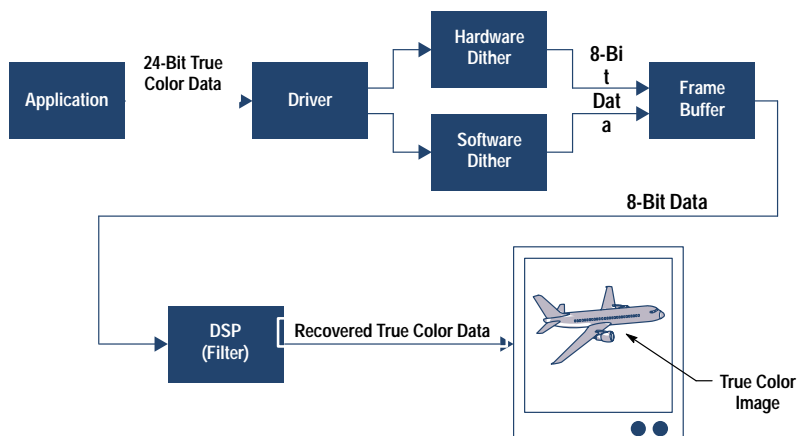 24-Bit True
Color Data
Application
Driver
Hardware
Dither
Software
Dither
8-Bi
t
Dat
a
Frame
Buffer
8-Bit Data
DSP
(Filter)
Recovered True Color Data
True Color
Image